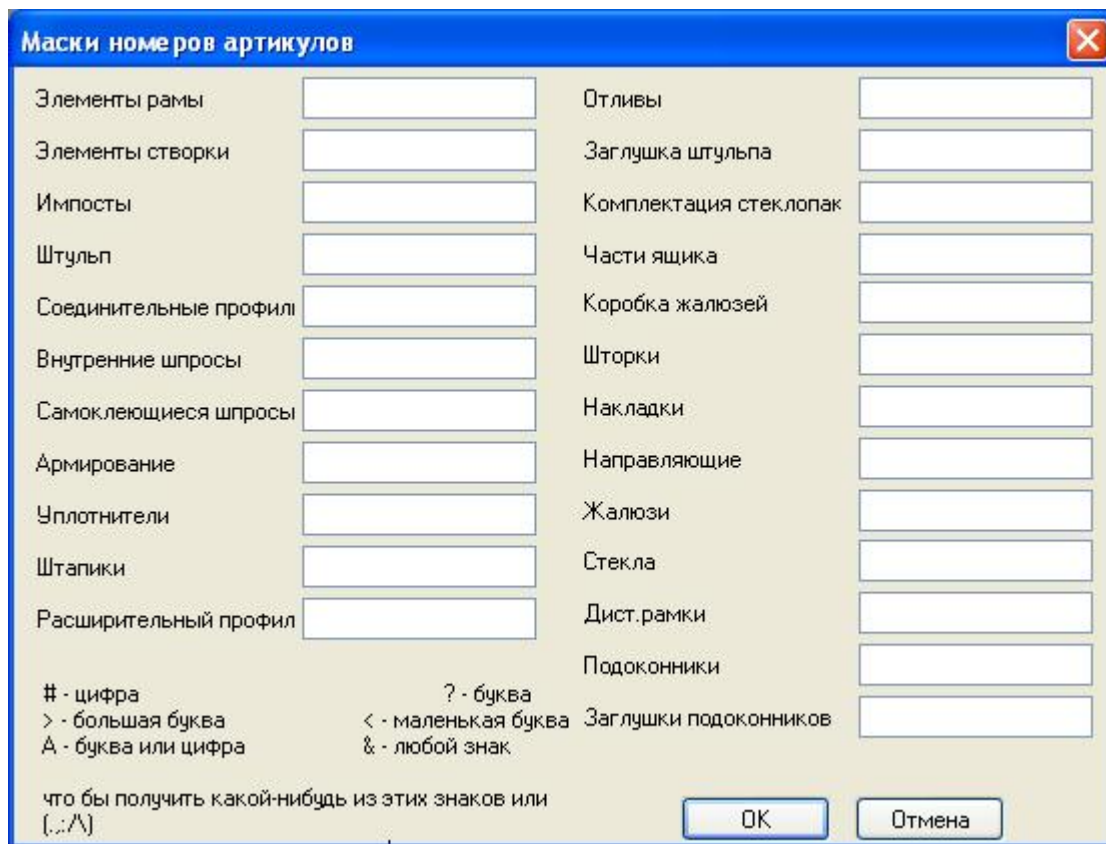 Маски номеров артикулов
Элементы рамы
Элементы створки
Импосты
Штульп
Соединительные профили
Внутренние шпросы
Самоклеющиеся шпросы
Армирование
Уплотнители
Штапики
Расширительный профил
Отливы
Заглушка штульпа
Комплектация стеклопак
Части ящика
Коробка жалюзей
Шторки
Накладки
Направляющие
Жалюзи
Стекла
Дист.рамки
Подоконники
Заглушки подоконников
# - цифра ? - буква
> - большая буква < - маленькая буква
A - буква или цифра & - любой знак
что бы получить какой-нибудь из этих знаков или
(.,:/\)
OK Отмена